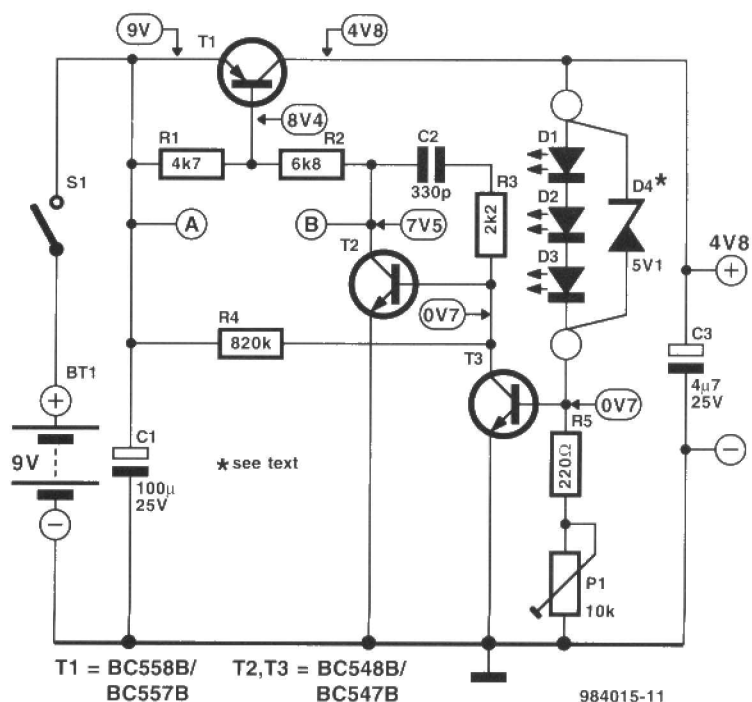 9V
T1
4V8
8V4
R1
4k7
R2
6k8
C2
330p
R3
2k2
D1
D2
D3
D4*
5V1
S1
A
B
7V5
T2
4V8
+
0V7
R4
820k
T3
C3
4µ7
25V
BT1
+
0V7
R5
220Ω
9V
C1
100µ
25V
* see text
−
−
P1
10k
T1 = BC558B/
BC557B
T2,T3 = BC548B/
BC547B
984015-11